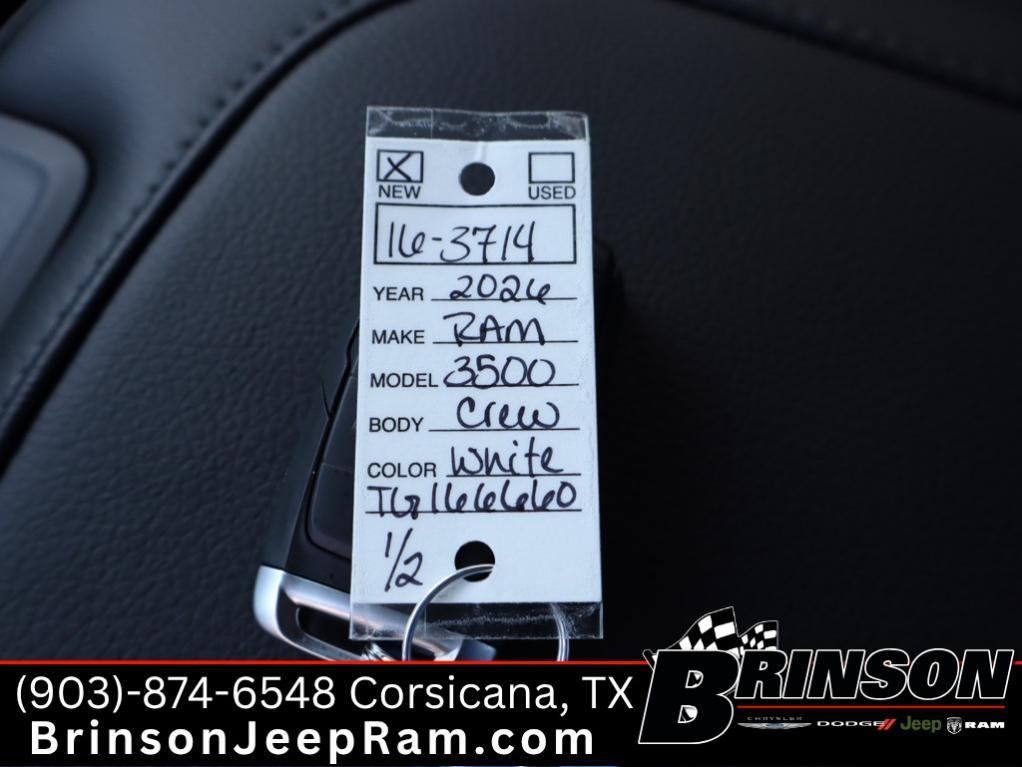 X
NEW USED
16-3714
YEAR 2026
MAKE RAM
MODEL 3500
BODY Crew
COLOR White
TG166660
1/2
(903)-874-6548 Corsicana, TX
BrinsonJeepRam.com
BRINSON
CHRYSLER DODGE Jeep RAM